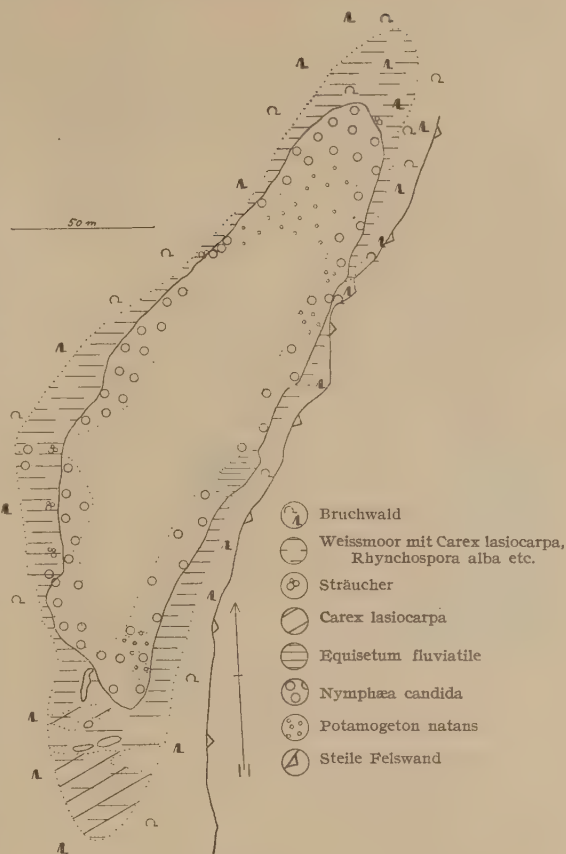 50 m
Bruchwald
Weissmoor mit Carex lasiocarpa,
Rhynchospora alba etc.
Sträucher
Carex lasiocarpa
Equisetum fluviatile
Nymphæa candida
Potamogeton natans
Steile Felswand